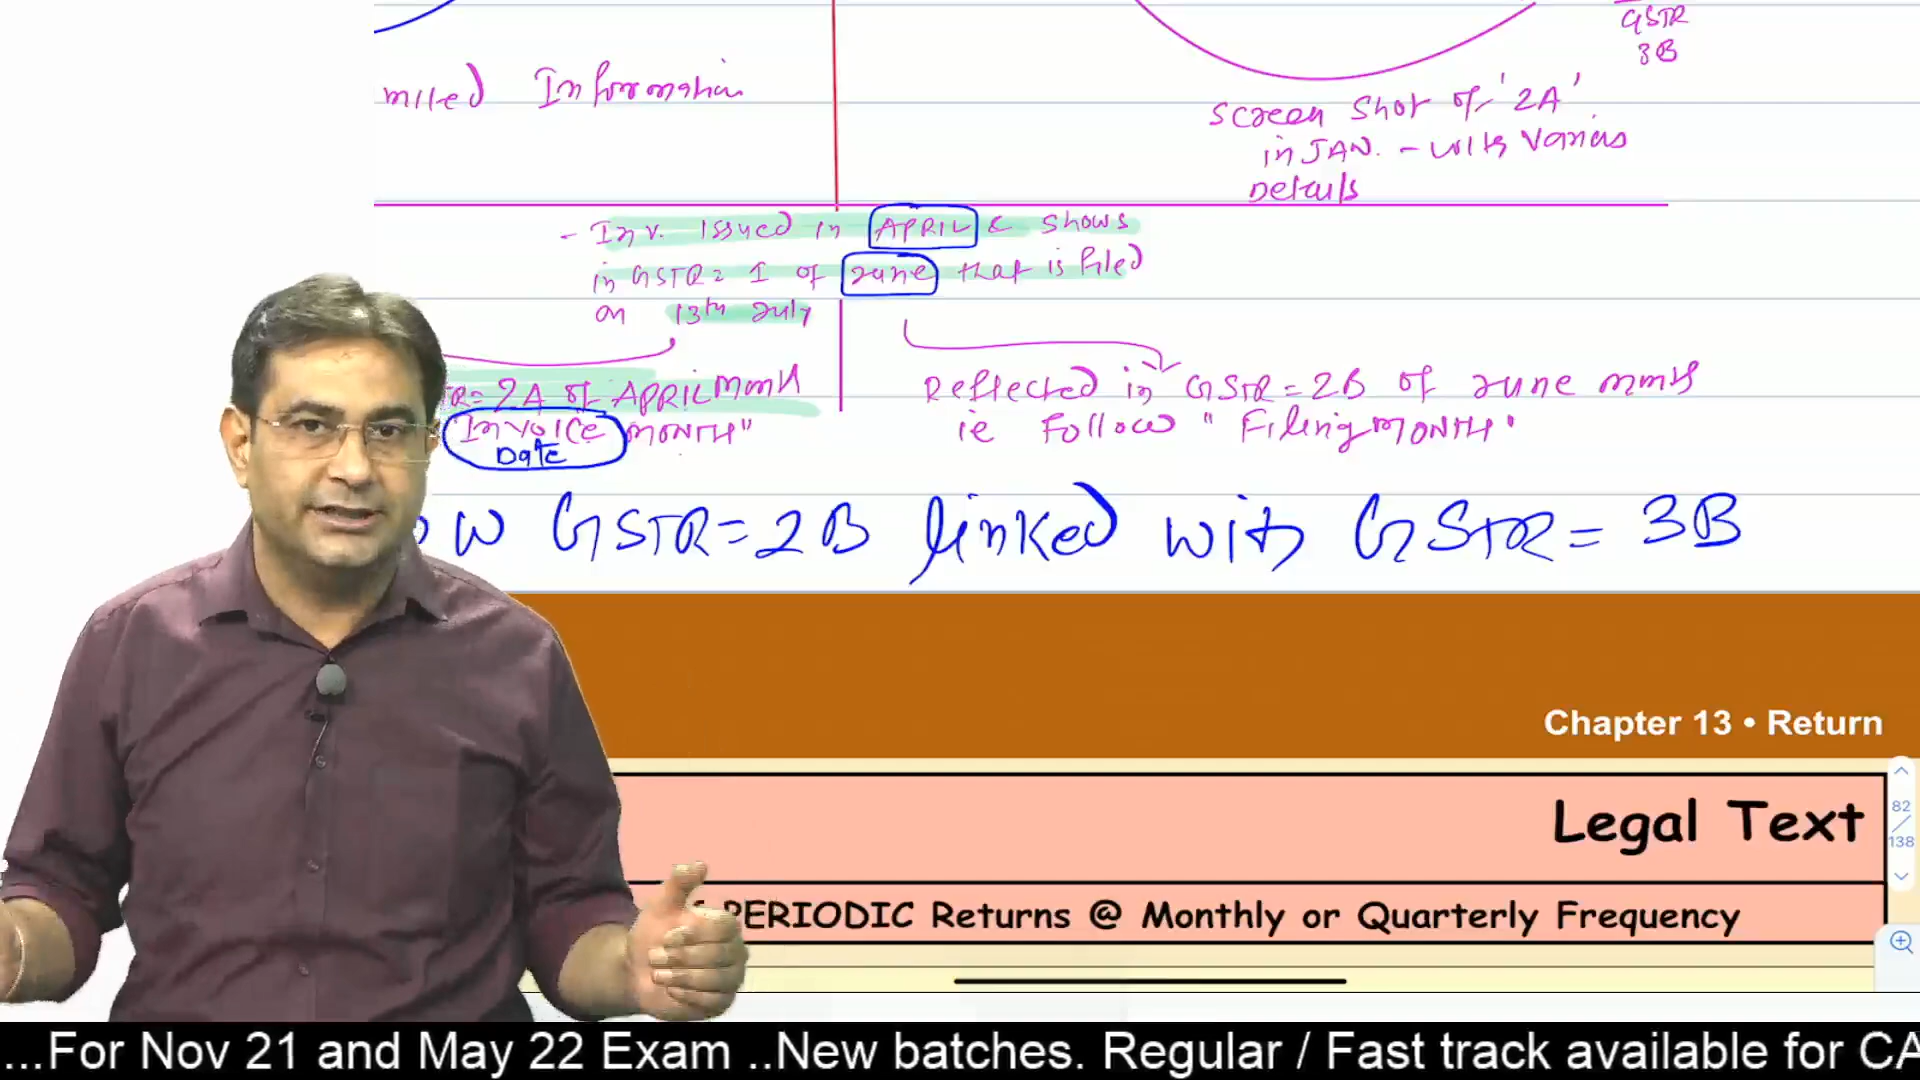 GSTR
3B
mited Information
Screen Shot of '2A'
in JAN. - with Various
Details
- Inv. Issued in APRIL & Shows
in GSTR=1 of June that is filed
on 13th July
TR=2A of APRIL Month
Invoice MONTH"
Date
Reflected in GSTR=2B of June month
ie Follow "Filing MONTH"
ow GSTR=2B linked with GSTR=3B
Chapter 13 • Return
Legal Text
82
138
f PERIODIC Returns @ Monthly or Quarterly Frequency
...For Nov 21 and May 22 Exam ..New batches. Regular / Fast track available for CA